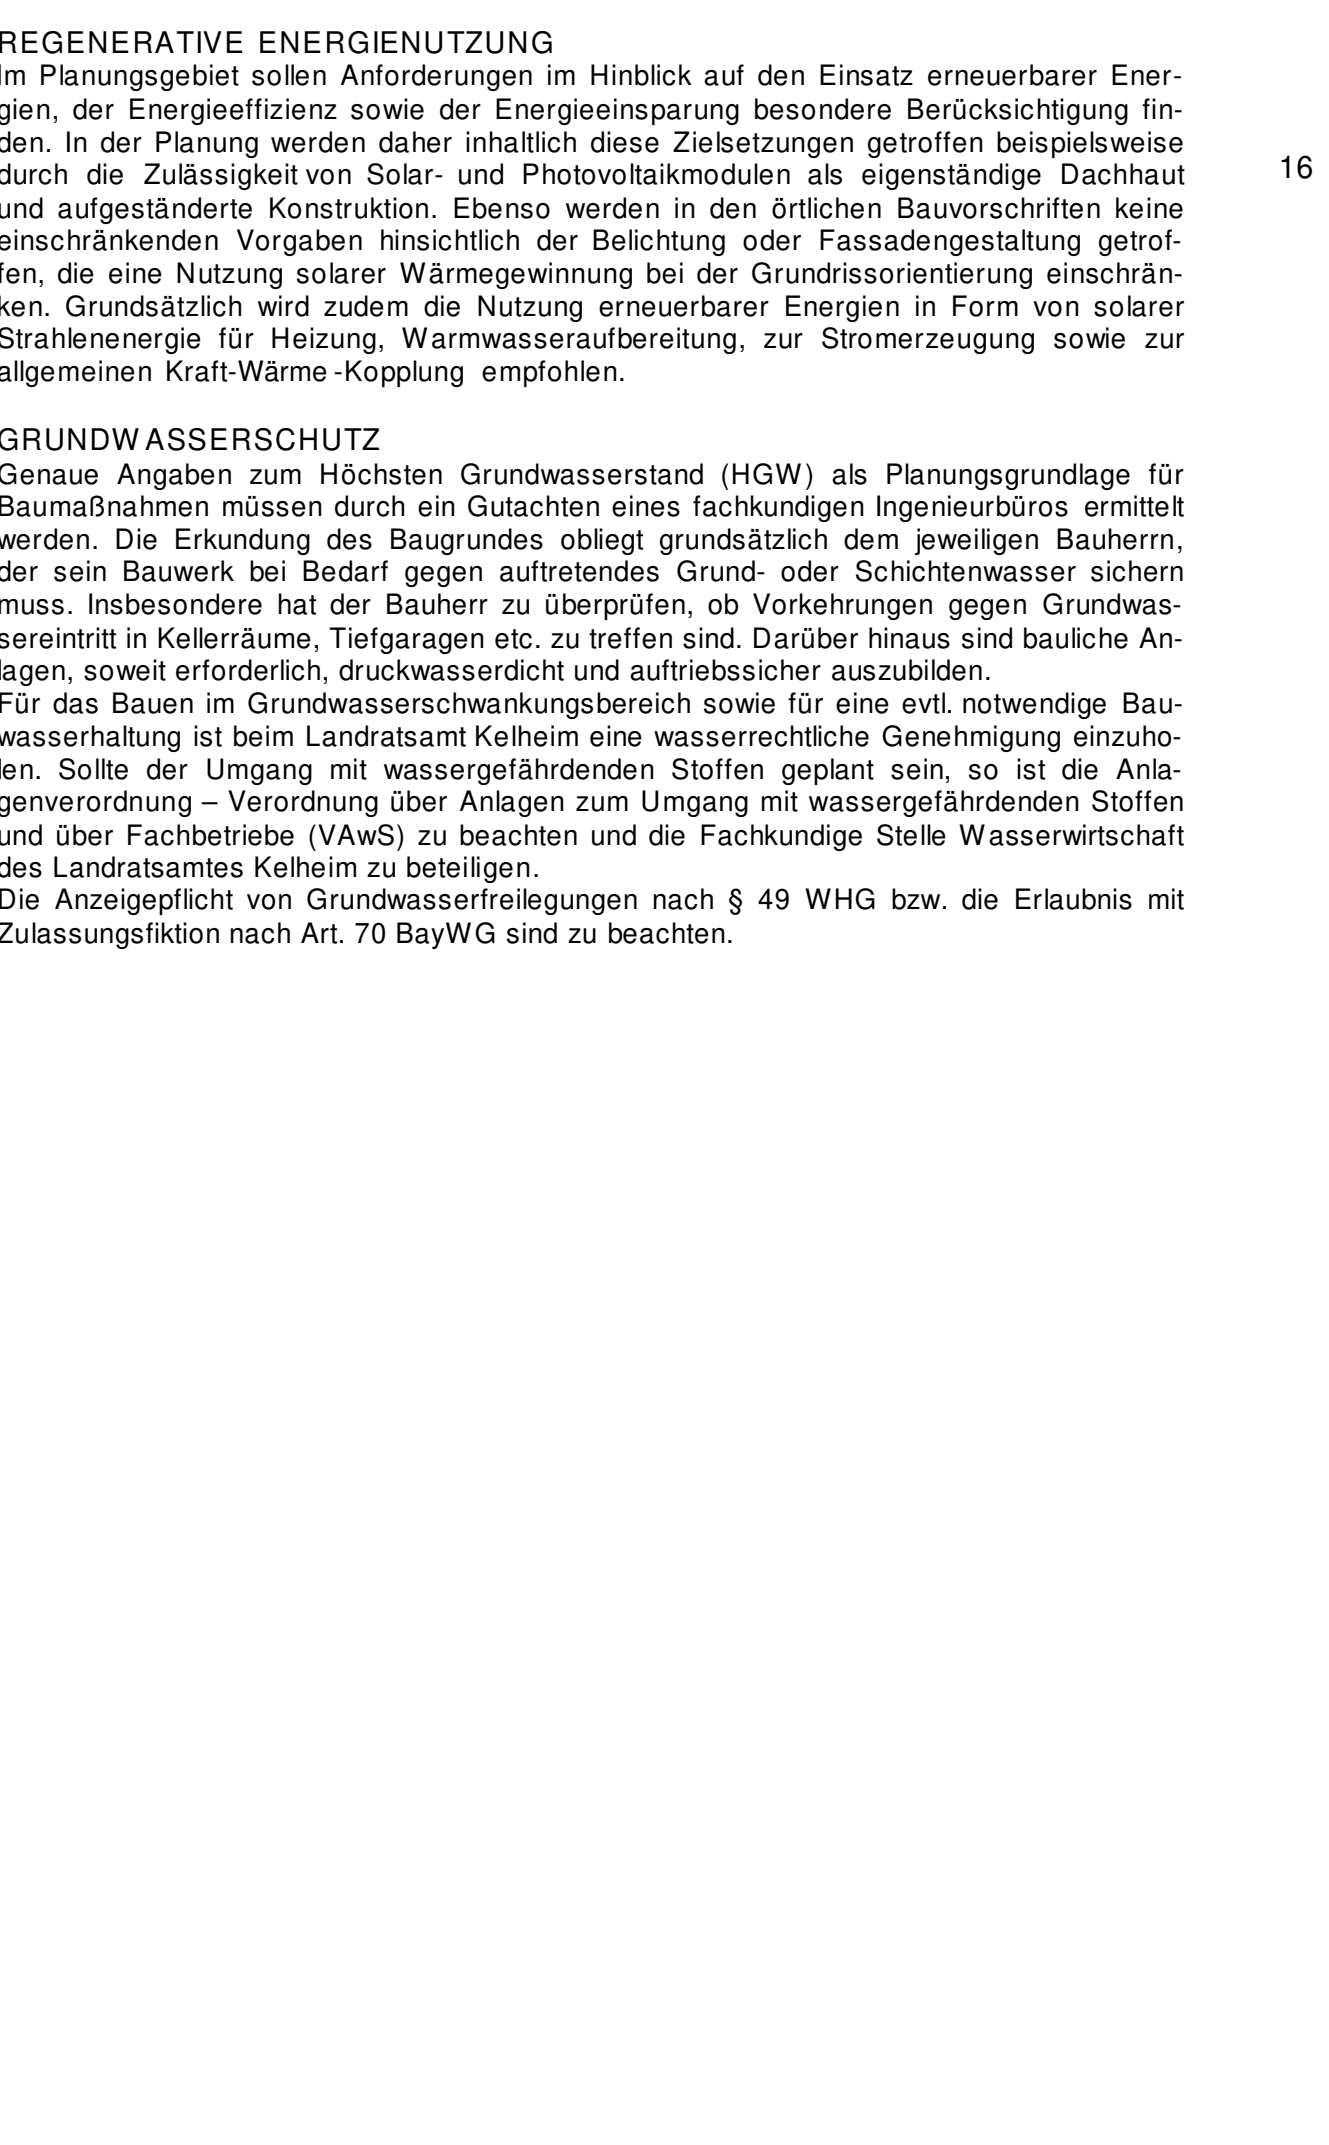 REGENERATIVE ENERGIENUTZUNG
Im Planungsgebiet sollen Anforderungen im Hinblick auf den Einsatz erneuerbarer Ener-
gien, der Energieeffizienz sowie der Energieeinsparung besondere Berücksichtigung fin-
den. In der Planung werden daher inhaltlich diese Zielsetzungen getroffen beispielsweise
durch die Zulässigkeit von Solar- und Photovoltaikmodulen als eigenständige Dachhaut
16
und aufgeständerte Konstruktion. Ebenso werden in den örtlichen Bauvorschriften keine
einschränkenden Vorgaben hinsichtlich der Belichtung oder Fassadengestaltung getrof-
fen, die eine Nutzung solarer Wärmegewinnung bei der Grundrissorientierung einschrän-
ken. Grundsätzlich wird zudem die Nutzung erneuerbarer Energien in Form von solarer
Strahlenenergie für Heizung, Warmwasseraufbereitung, zur Stromerzeugung sowie zur
allgemeinen Kraft-Wärme-Kopplung empfohlen.
GRUNDWASSERSCHUTZ
Genaue Angaben zum Höchsten Grundwasserstand (HGW) als Planungsgrundlage für
Baumaßnahmen müssen durch ein Gutachten eines fachkundigen Ingenieurbüros ermittelt
werden. Die Erkundung des Baugrundes obliegt grundsätzlich dem jeweiligen Bauherrn,
der sein Bauwerk bei Bedarf gegen auftretendes Grund- oder Schichtenwasser sichern
muss. Insbesondere hat der Bauherr zu überprüfen, ob Vorkehrungen gegen Grundwas-
sereintritt in Kellerräume, Tiefgaragen etc. zu treffen sind. Darüber hinaus sind bauliche An-
lagen, soweit erforderlich, druckwasserdicht und auftriebssicher auszubilden.
Für das Bauen im Grundwasserschwankungsbereich sowie für eine evtl. notwendige Bau-
wasserhaltung ist beim Landratsamt Kelheim eine wasserrechtliche Genehmigung einzuho-
len. Sollte der Umgang mit wassergefährdenden Stoffen geplant sein, so ist die Anla-
genverordnung – Verordnung über Anlagen zum Umgang mit wassergefährdenden Stoffen
und über Fachbetriebe (VAwS) zu beachten und die Fachkundige Stelle Wasserwirtschaft
des Landratsamtes Kelheim zu beteiligen.
Die Anzeigepflicht von Grundwasserfreilegungen nach § 49 WHG bzw. die Erlaubnis mit
Zulassungsfiktion nach Art. 70 BayWG sind zu beachten.